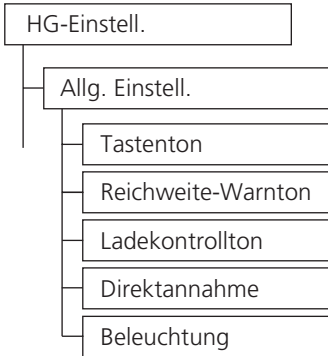 HG-Einstell.
Allg. Einstell.
Tastenton
Reichweite-Warnton
Ladekontrollton
Direktannahme
Beleuchtung